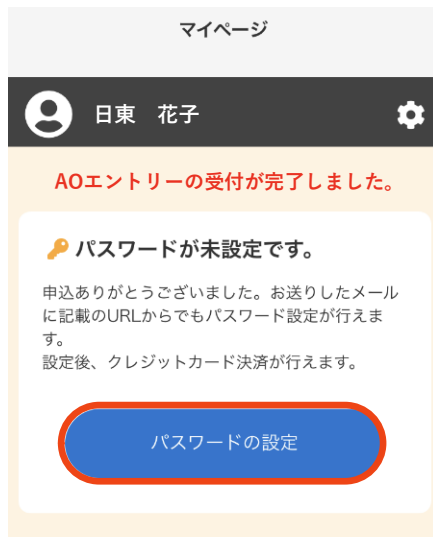 マイページ
日東　花子
AOエントリーの受付が完了しました。
パスワードが未設定です。
申込ありがとうございました。お送りしたメール
に記載のURLからでもパスワード設定が行えま
す。
設定後、クレジットカード決済が行えます。
パスワードの設定